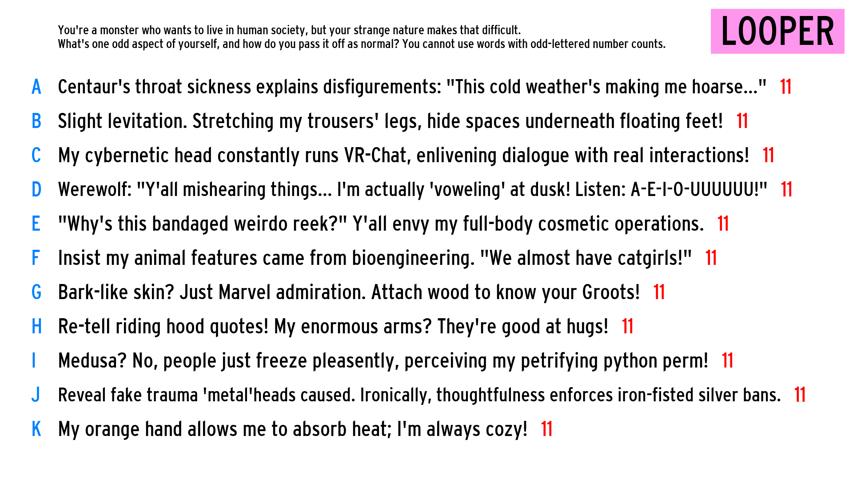 You're a monster who wants to live in human society, but your strange nature makes that difficult.
What's one odd aspect of yourself, and how do you pass it off as normal? You cannot use words with odd-lettered number counts.
LOOPER
A Centaur's throat sickness explains disfigurements: "This cold weather's making me hoarse..." 11
B Slight levitation. Stretching my trousers' legs, hide spaces underneath floating feet! 11
C My cybernetic head constantly runs VR-Chat, enlivening dialogue with real interactions! 11
D Werewolf: "Y'all mishearing things... I'm actually 'voweling' at dusk! Listen: A-E-I-O-UUUUUU!" 11
E "Why's this bandaged weirdo reek?" Y'all envy my full-body cosmetic operations. 11
F Insist my animal features came from bioengineering. "We almost have catgirls!" 11
G Bark-like skin? Just Marvel admiration. Attach wood to know your Groots! 11
H Re-tell riding hood quotes! My enormous arms? They're good at hugs! 11
I Medusa? No, people just freeze pleasently, perceiving my petrifying python perm! 11
J Reveal fake trauma 'metal'heads caused. Ironically, thoughtfulness enforces iron-fisted silver bans. 11
K My orange hand allows me to absorb heat; I'm always cozy! 11